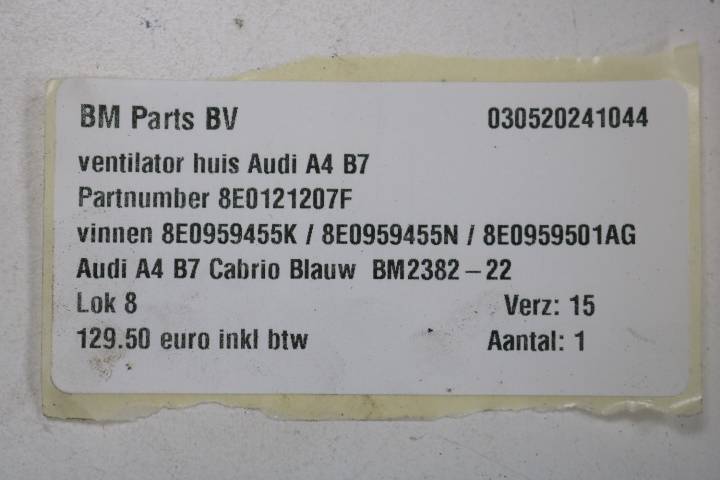 BM Parts BV 030520241044
ventilator huis Audi A4 B7
Partnumber 8E0121207F
vinnen 8E0959455K / 8E0959455N / 8E0959501AG
Audi A4 B7 Cabrio Blauw BM2382-22
Lok 8 Verz: 15
129.50 euro inkl btw Aantal: 1